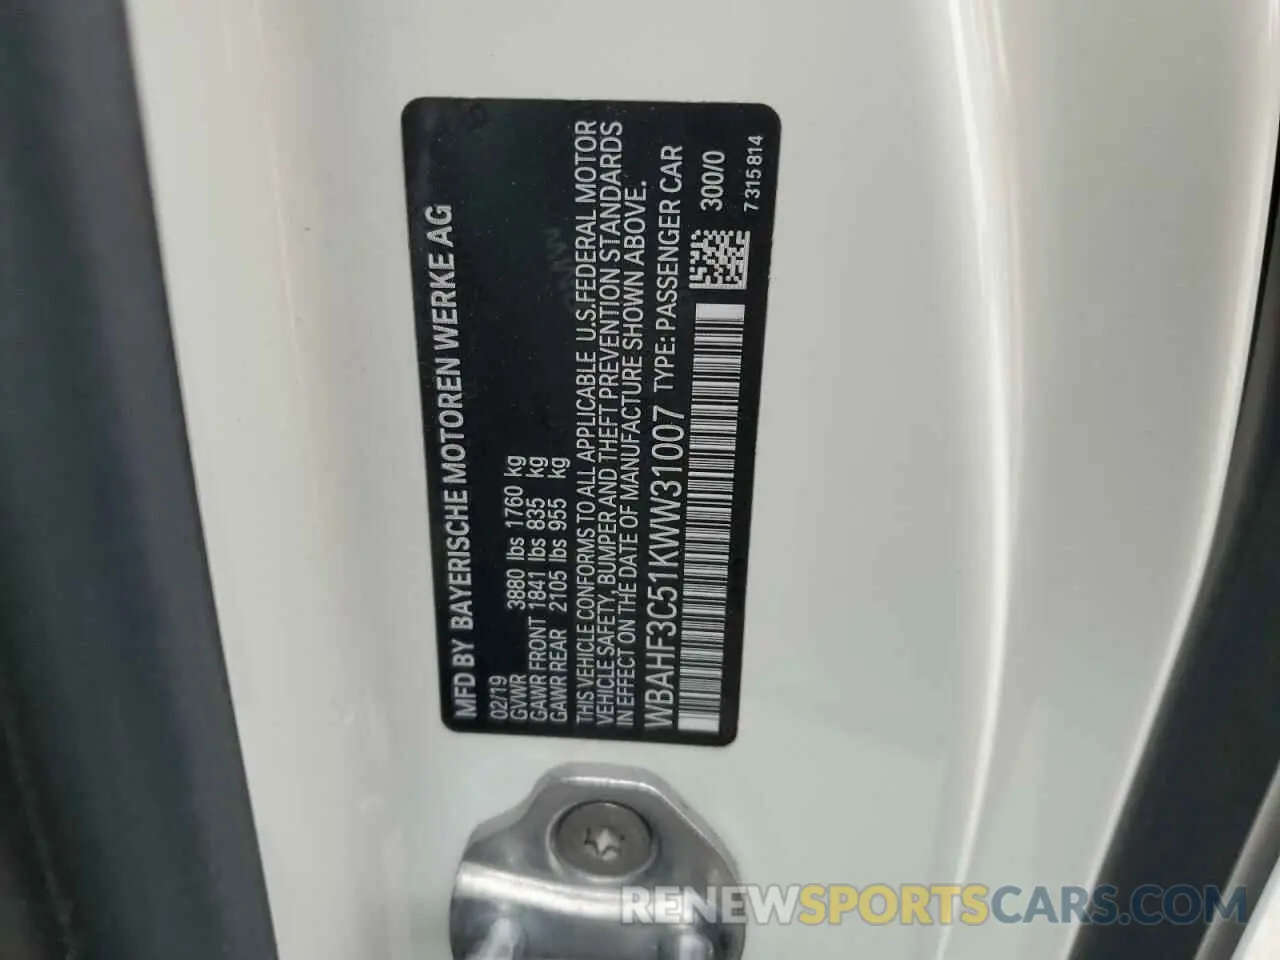 MFD BY BAYERISCHE MOTOREN WERKE AG
02/19
GVWR 3880 lbs 1760 kg
GAWR FRONT 1841 lbs 835 kg
GAWR REAR 2105 lbs 955 kg
THIS VEHICLE CONFORMS TO ALL APPLICABLE U.S.FEDERAL MOTOR
VEHICLE SAFETY, BUMPER AND THEFT PREVENTION STANDARDS
IN EFFECT ON THE DATE OF MANUFACTURE SHOWN ABOVE.
WBAHF3C51KWW31007 TYPE: PASSENGER CAR
300/0
7 315 814
RENEWSPORTSCARS.COM